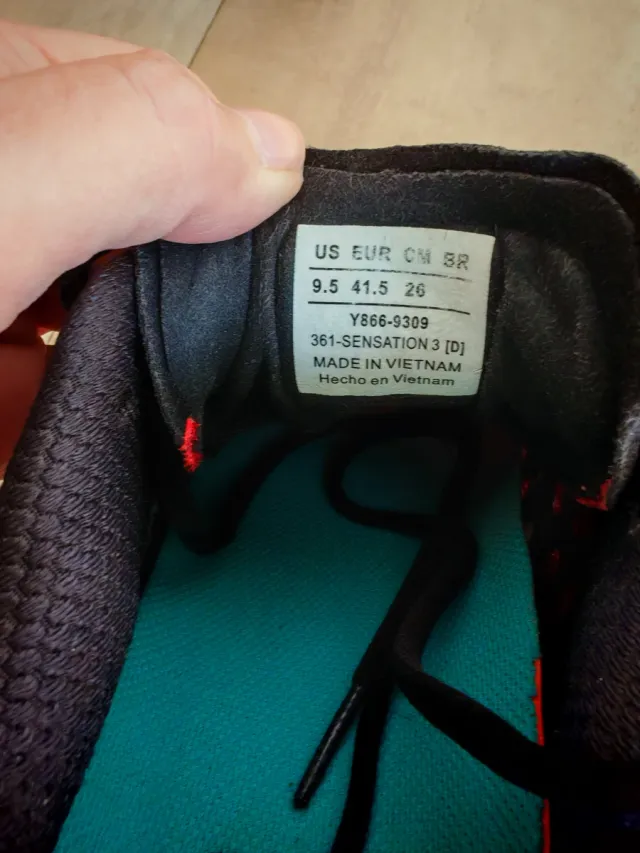 US EUR CM BR
9.5 41.5 26
Y866-9309
361-SENSATION 3 [D]
MADE IN VIETNAM
Hecho en Vietnam